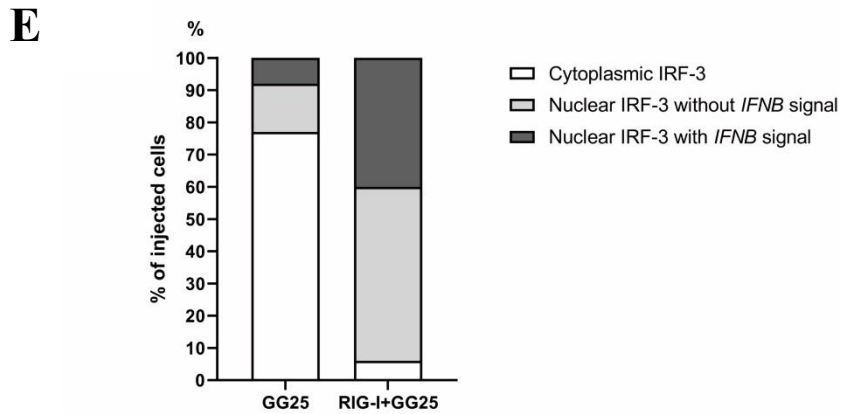 E
%
100
90
80
70
60
50
40
30
20
10
0
% of injected cells
GG25
RIG-I+GG25
Cytoplasmic IRF-3
Nuclear IRF-3 without IFNB signal
Nuclear IRF-3 with IFNB signal